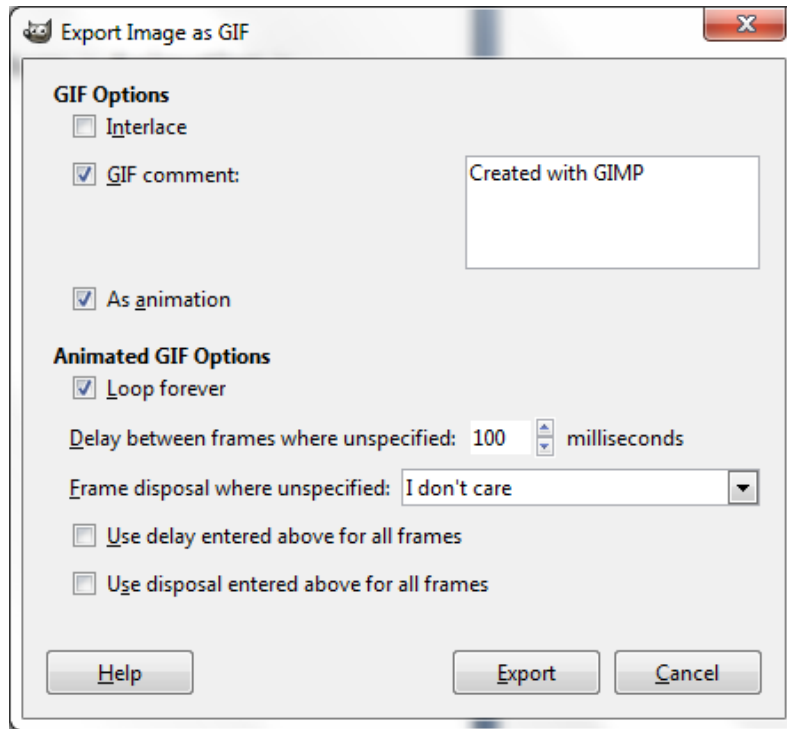 Export Image as GIF
GIF Options
Interlace
GIF comment:
Created with GIMP
As animation
Animated GIF Options
Loop forever
Delay between frames where unspecified: 100 milliseconds
Frame disposal where unspecified: I don't care
Use delay entered above for all frames
Use disposal entered above for all frames
Help Export Cancel